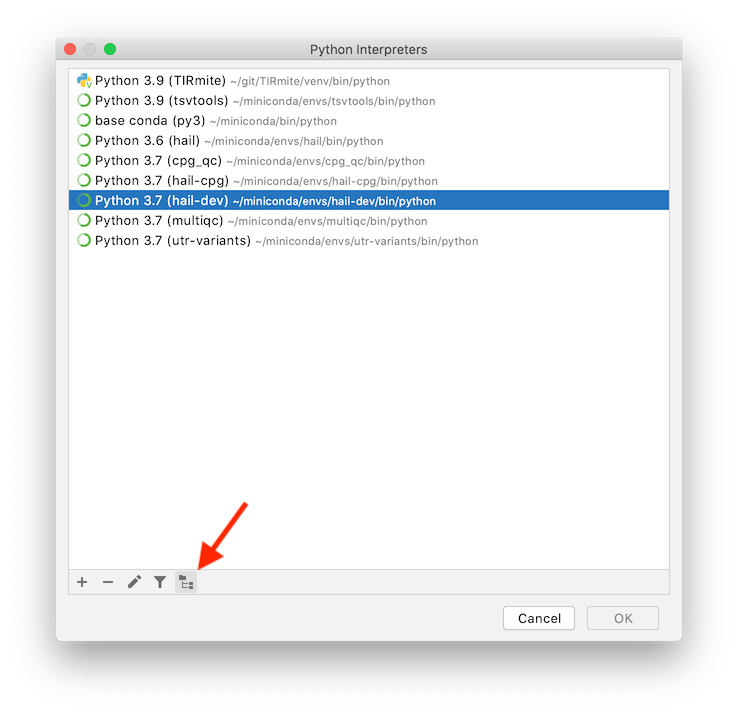 Python Interpreters
Python 3.9 (TIRmite) ~/git/TIRmite/venv/bin/python
Python 3.9 (tsvtools) ~/miniconda/envs/tsvtools/bin/python
base conda (py3) ~/miniconda/bin/python
Python 3.6 (hail) ~/miniconda/envs/hail/bin/python
Python 3.7 (cpg_qc) ~/miniconda/envs/cpg_qc/bin/python
Python 3.7 (hail-cpg) ~/miniconda/envs/hail-cpg/bin/python
Python 3.7 (hail-dev) ~/miniconda/envs/hail-dev/bin/python
Python 3.7 (multiqc) ~/miniconda/envs/multiqc/bin/python
Python 3.7 (utr-variants) ~/miniconda/envs/utr-variants/bin/python
Cancel OK